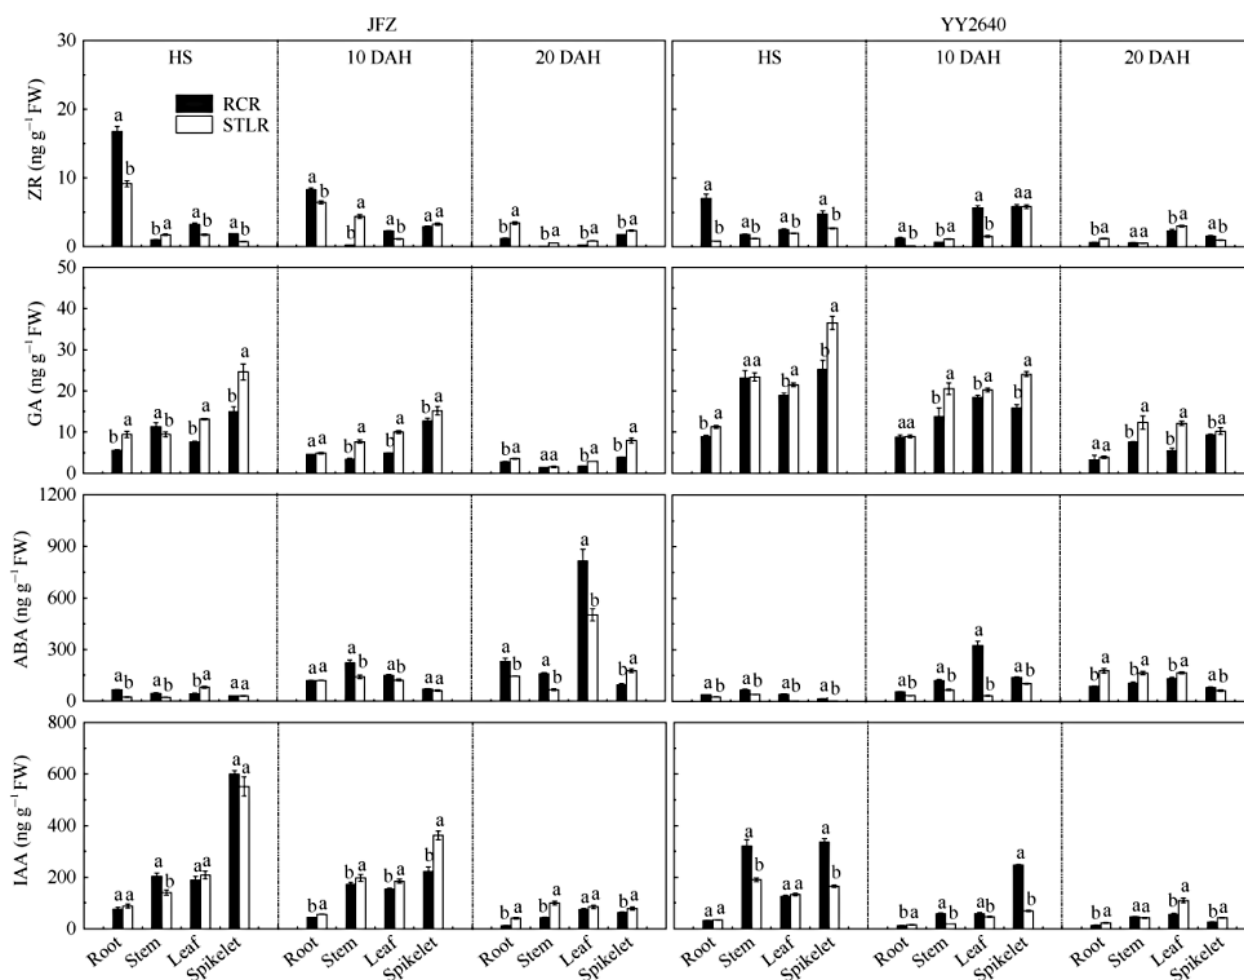 JFZ YY2640
HS 10 DAH 20 DAH HS 10 DAH 20 DAH
RCR
STLR
ZR (ng g⁻¹ FW)
30
20
10
0
a b b a a b a b
a b b a a b a a
b a b a b a b a
a b a b a b a b
a b b a a b a a
b a a a b a a b
GA (ng g⁻¹ FW)
50
40
30
20
10
0
b a a b b a b a
a a b a b a b a
b a a a b a b a
b a a a b a b a
a a b a b a b a
a a b a b a b a
ABA (ng g⁻¹ FW)
1200
900
600
300
0
a b a b b a a a
a a a b a b a a
a b a b a b b a
a b a b a b a b
a b a b a b a b
b a b a b a a b
IAA (ng g⁻¹ FW)
800
600
400
200
0
a a a b a a a a
b a b a b a b a
b a b a a a b a
a a a b a a a b
b a a b a a a b
b a a a b a b a
Root Stem Leaf Spikelet Root Stem Leaf Spikelet Root Stem Leaf Spikelet Root Stem Leaf Spikelet Root Stem Leaf Spikelet Root Stem Leaf Spikelet